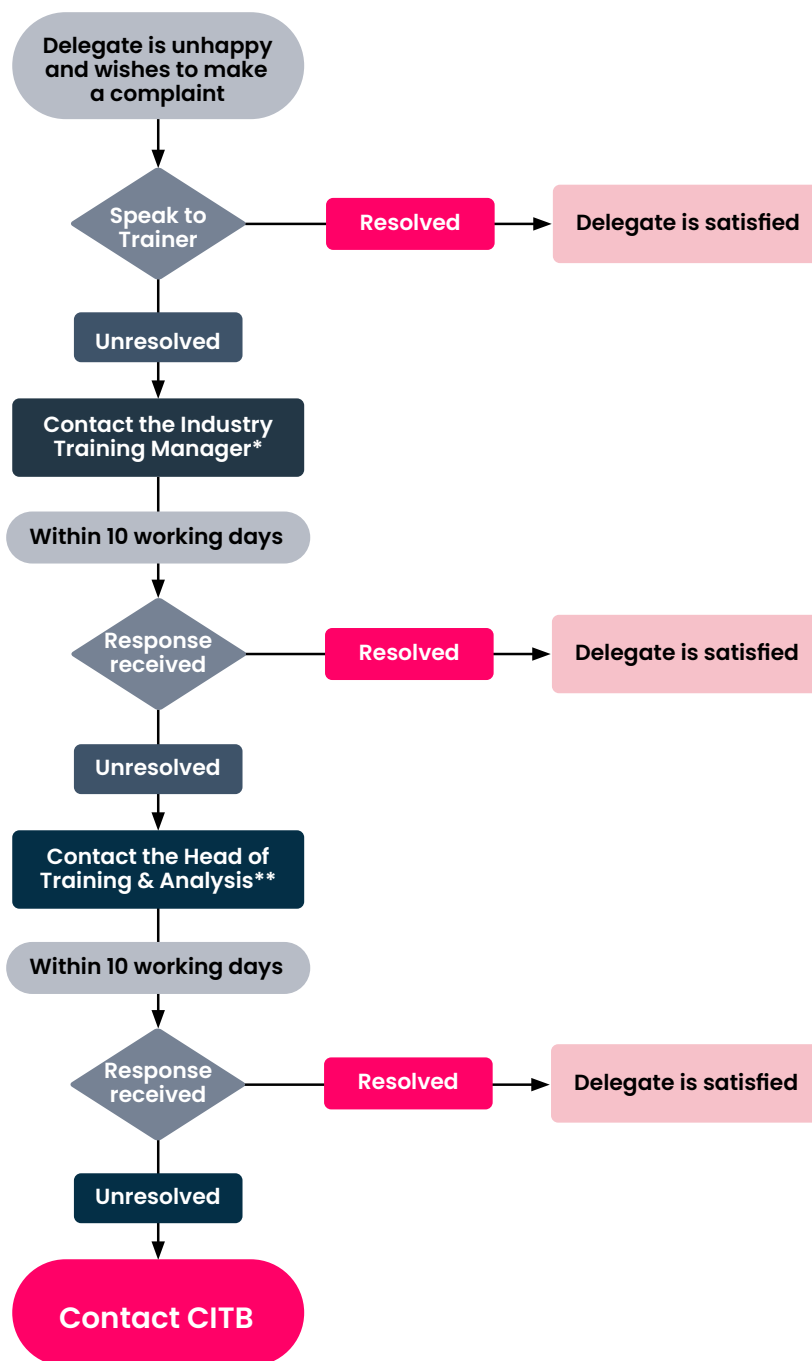 Delegate is unhappy
and wishes to make
a complaint
Speak to
Trainer
Resolved
Delegate is satisfied
Unresolved
Contact the Industry
Training Manager*
Within 10 working days
Response
received
Resolved
Delegate is satisfied
Unresolved
Contact the Head of
Training & Analysis**
Within 10 working days
Response
received
Resolved
Delegate is satisfied
Unresolved
Contact CITB